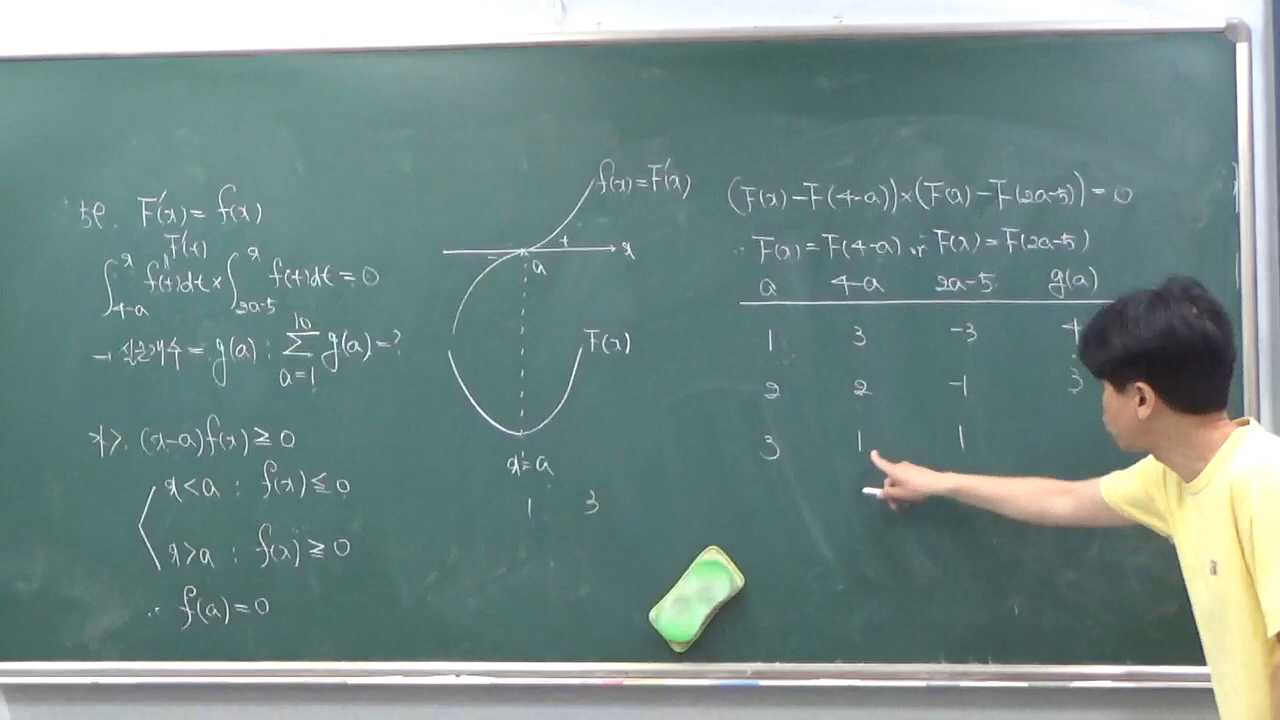 풀이. F'(x) = f(x)
F'(t)
∫_{4-a}^{x} f(t)dt × ∫_{2a-5}^{x} f(t)dt = 0
→ 실근개수 = g(a) : Σ_{a=1}^{10} g(a) = ?
(x-a)f(x) ≥ 0
x<a : f(x) ≤ 0
x>a : f(x) ≥ 0
∴ f(a) = 0
f(x) = F'(x)
+
−
a
x
F(x)
x = a
1 3
(F(x) - F(4-a)) × (F(x) - F(2a-5)) = 0
∴ F(x) = F(4-a) or F(x) = F(2a-5)
a 4-a 2a-5 g(a)
1 3 -3 4
2 2 -1 3
3 1 1